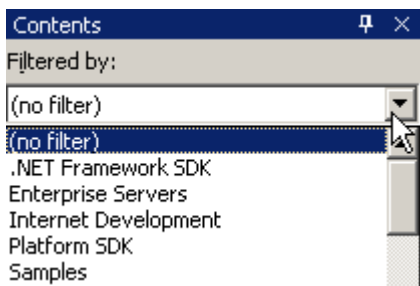 Contents
Filtered by:
(no filter)
(no filter)
.NET Framework SDK
Enterprise Servers
Internet Development
Platform SDK
Samples